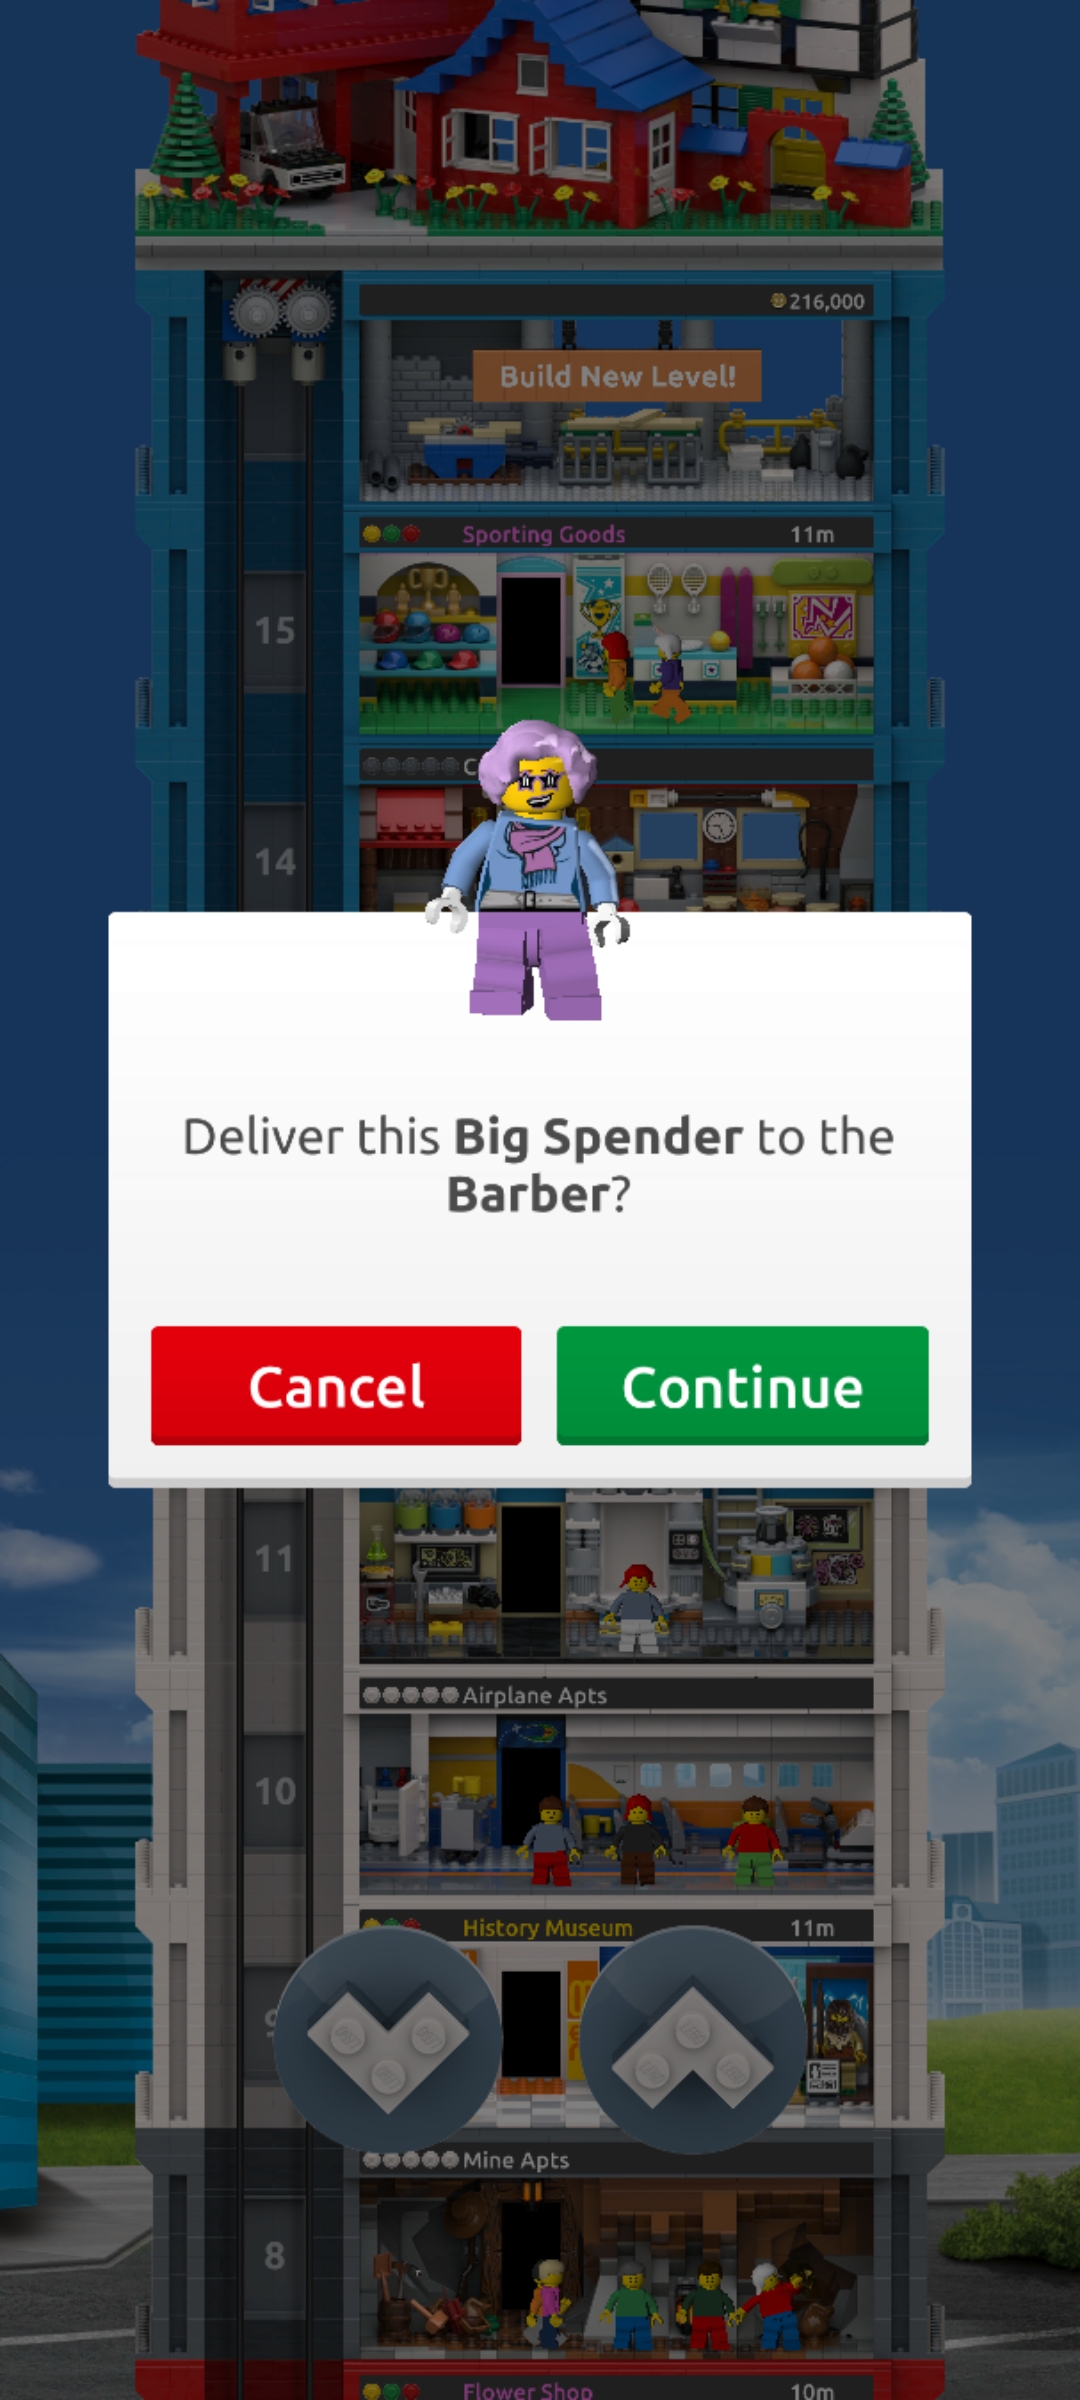 216,000
Build New Level!
Sporting Goods 11m
15
14
Deliver this Big Spender to the
Barber?
Cancel Continue
11
Airplane Apts
10
History Museum 11m
Mine Apts
8
Flower Shop 10m